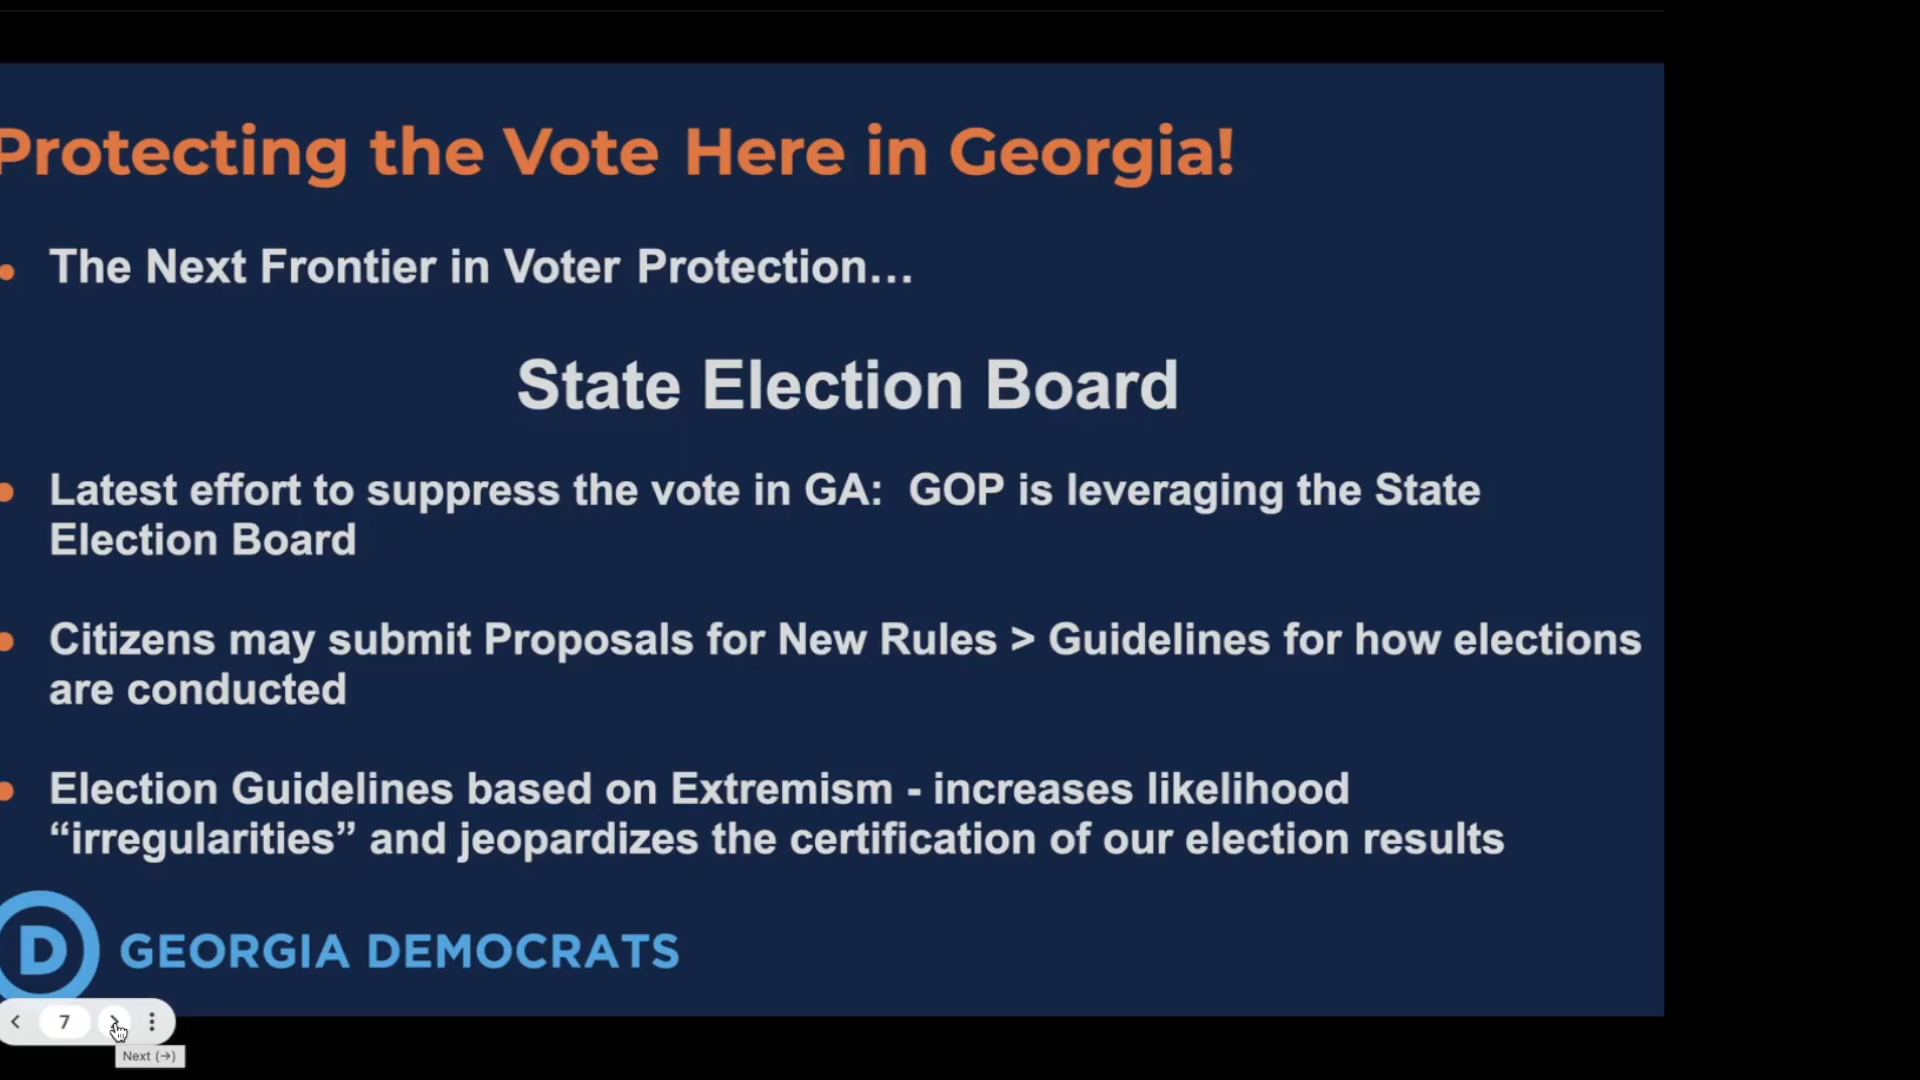 Protecting the Vote Here in Georgia!
• The Next Frontier in Voter Protection…
State Election Board
• Latest effort to suppress the vote in GA:  GOP is leveraging the State
Election Board
• Citizens may submit Proposals for New Rules > Guidelines for how elections
are conducted
• Election Guidelines based on Extremism - increases likelihood
“irregularities” and jeopardizes the certification of our election results
D GEORGIA DEMOCRATS
7
Next (→)